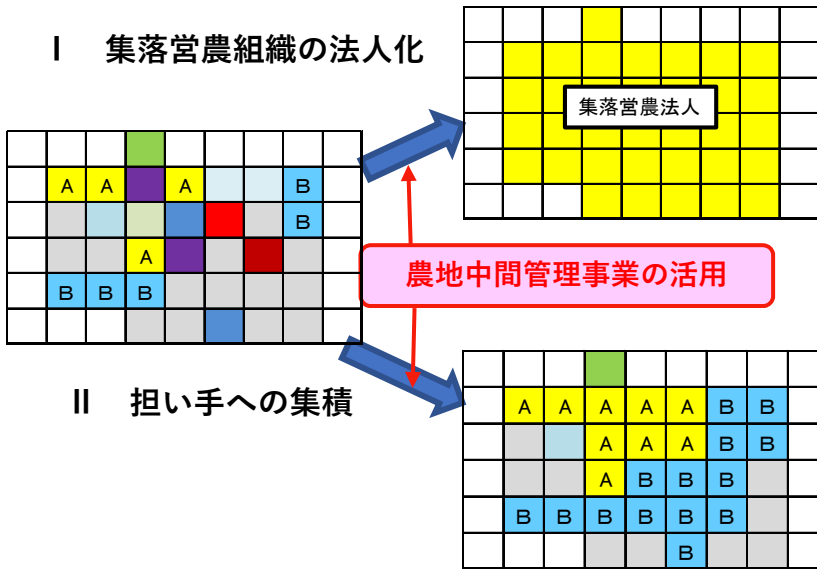 Ⅰ 集落営農組織の法人化
集落営農法人
A A A B
B
A
B B B
農地中間管理事業の活用
Ⅱ 担い手への集積
A A A A A B B
A A A B B
A B B B
B B B B B B
B